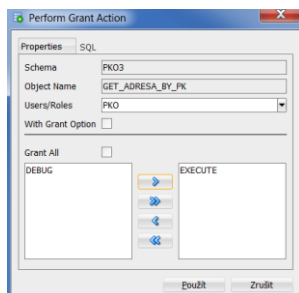 Perform Grant Action
Properties SQL
Schema PKO3
Object Name GET_ADRESA_BY_PK
Users/Roles PKO
With Grant Option
Grant All
DEBUG EXECUTE
Použít Zrušit